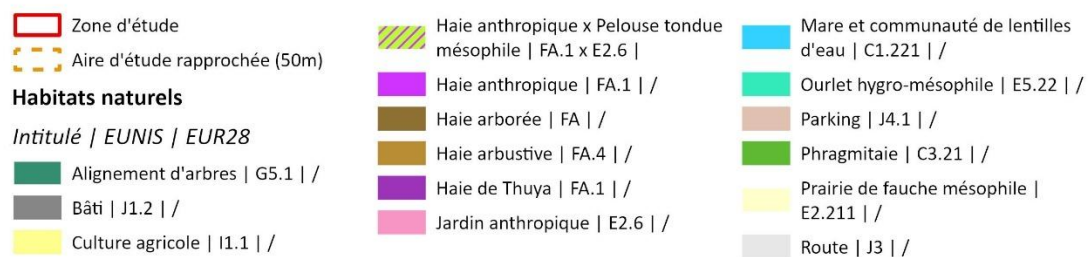 Zone d'étude
Aire d'étude rapprochée (50m)
Habitats naturels
Intitulé | EUNIS | EUR28
Alignement d'arbres | G5.1 | /
Bâti | J1.2 | /
Culture agricole | I1.1 | /
Haie anthropique x Pelouse tondue
mésophile | FA.1 x E2.6 |
Haie anthropique | FA.1 | /
Haie arborée | FA | /
Haie arbustive | FA.4 | /
Haie de Thuya | FA.1 | /
Jardin anthropique | E2.6 | /
Mare et communauté de lentilles
d'eau | C1.221 | /
Ourlet hygro-mésophile | E5.22 | /
Parking | J4.1 | /
Phragmitaie | C3.21 | /
Prairie de fauche mésophile |
E2.211 | /
Route | J3 | /